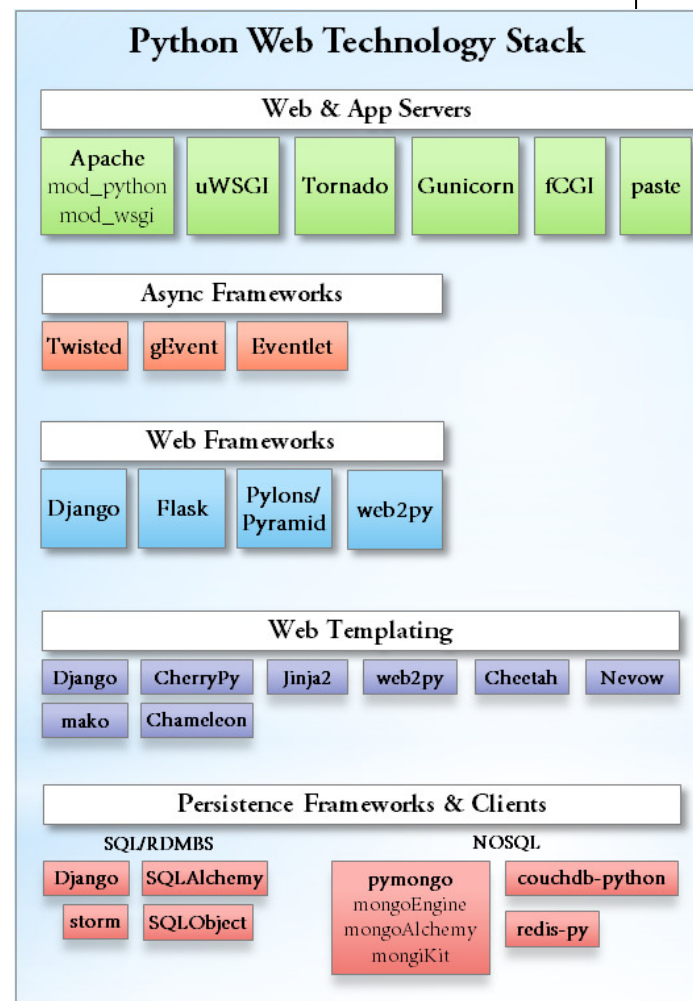 Python Web Technology Stack
Web & App Servers
Apache
mod_python
mod_wsgi
uWSGI
Tornado
Gunicorn
fCGI
paste
Async Frameworks
Twisted
gEvent
Eventlet
Web Frameworks
Django
Flask
Pylons/
Pyramid
web2py
Web Templating
Django
CherryPy
Jinja2
web2py
Cheetah
Nevow
mako
Chameleon
Persistence Frameworks & Clients
SQL/RDMBS
Django
SQLAlchemy
storm
SQLObject
NOSQL
pymongo
mongoEngine
mongoAlchemy
mongiKit
couchdb-python
redis-py